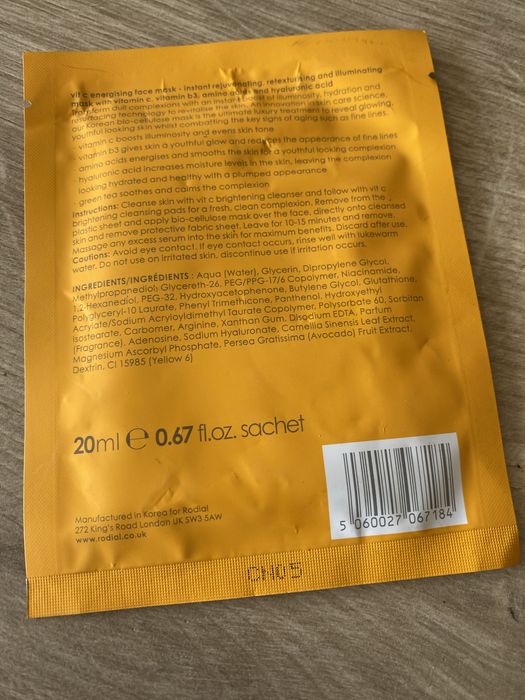 vit c energising face mask - instant rejuvenating, retexturning and illuminating
mask with vitamin c, vitamin b3, amino acids and hyaluronic acid
Transform dull complexions with an instant boost of luminosity, hydration and
resurfacing technology to revitalise the skin. An innovation in skin care science,
our Korean bio-cellulose mask is the ultimate luxury treatment to reveal glowing,
youthful looking skin whilst combatting the key signs of aging such as fine lines.
- vitamin c boosts illuminosity and evens skin tone
- vitamin b3 gives skin a youthful glow and reduces the appearance of fine lines
- amino acids energises and smooths the skin for a youthful looking complexion
- hyaluronic acid increases moisture levels in the skin, leaving the complexion
looking hydrated and healthy with a plumped appearance
- green tea soothes and calms the complexion
Instructions: Cleanse skin with vit c brightening cleanser and follow with vit c
brightening cleansing pads for a fresh, clean complexion. Remove from the
plastic sheet and apply bio-cellulose mask over the face, directly onto cleansed
skin and remove protective fabric sheet. Leave for 10-15 minutes and remove.
Massage any excess serum into the skin for maximum benefits. Discard after use.
Cautions: Avoid eye contact. If eye contact occurs, rinse well with lukewarm
water. Do not use on irritated skin, discontinue use if irritation occurs.
INGREDIENTS/INGRÉDIENTS : Aqua (Water), Glycerin, Dipropylene Glycol,
Methylpropanediol, Glycereth-26, PEG/PPG-17/6 Copolymer, Niacinamide,
1,2-Hexanediol, PEG-32, Hydroxyacetophenone, Butylene Glycol, Glutathione,
Polyglyceryl-10 Laurate, Phenyl Trimethicone, Panthenol, Hydroxyethyl
Acrylate/Sodium Acryloyldimethyl Taurate Copolymer, Polysorbate 60, Sorbitan
Isostearate, Carbomer, Arginine, Xanthan Gum, Disodium EDTA, Parfum
(Fragrance), Adenosine, Sodium Hyaluronate, Camellia Sinensis Leaf Extract,
Magnesium Ascorbyl Phosphate, Persea Gratissima (Avocado) Fruit Extract,
Dextrin, CI 15985 (Yellow 6)
20ml ℮ 0.67 fl.oz. sachet
Manufactured in Korea for Rodial
272 King's Road London UK SW3 5AW
www.rodial.co.uk
5 060027 067184
CN05